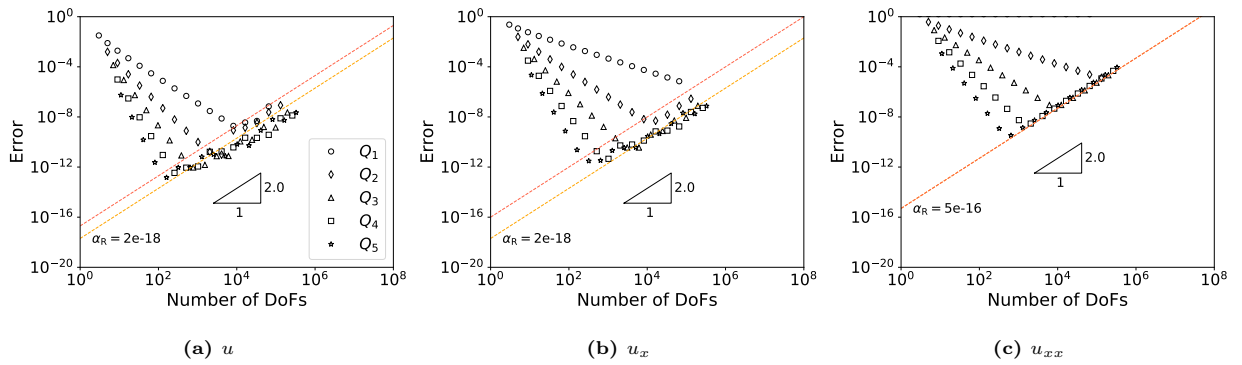 10^0
10^-4
10^-8
10^-12
10^-16
10^-20
Error
10^0 10^2 10^4 10^6 10^8
Number of DoFs
2.0
1
α_R = 2e-18
Q_1
Q_2
Q_3
Q_4
Q_5
(a) u
10^0
10^-4
10^-8
10^-12
10^-16
10^-20
Error
10^0 10^2 10^4 10^6 10^8
Number of DoFs
2.0
1
α_R = 2e-18
(b) u_x
10^0
10^-4
10^-8
10^-12
10^-16
10^-20
Error
10^0 10^2 10^4 10^6 10^8
Number of DoFs
2.0
1
α_R = 5e-16
(c) u_xx